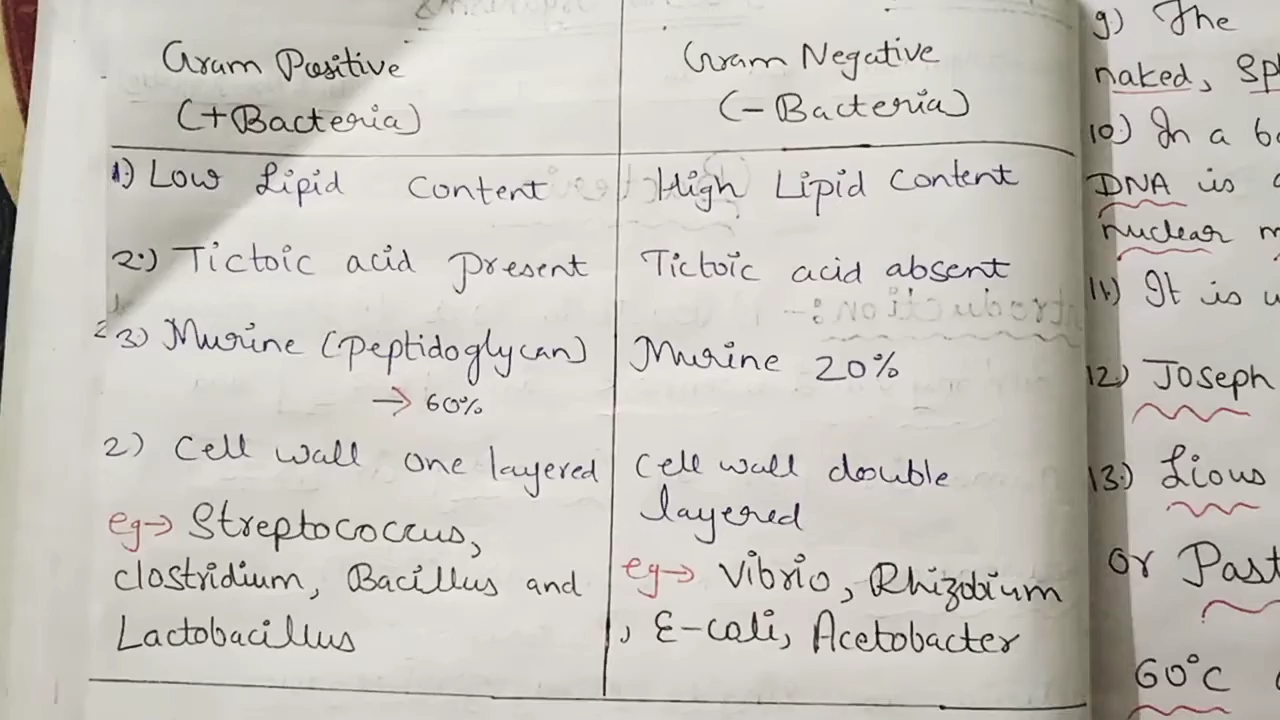 Gram Positive
(+Bacteria)
Gram Negative
(- Bacteria)
1) Low Lipid content
High Lipid content
2.) Tictoic acid present
Tictoic acid absent
3) Murine (peptidoglycan)
→ 60%
Murine 20%
2) cell wall one layered
cell wall double
layered
eg→ Streptococcus,
clostridium, Bacillus and
Lactobacillus
eg→ Vibrio, Rhizobium
, E-coli, Acetobacter
9.) The
naked,
10.) In a
DNA is
nuclear
11.) It is
12.) Joseph
13.) Lious
or
60°C